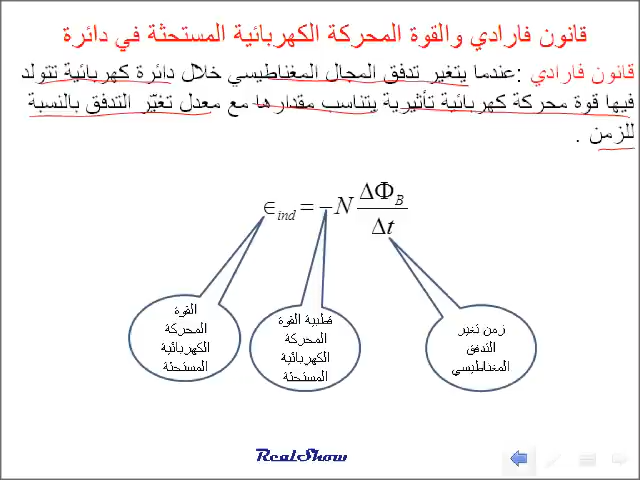 قانون فارادي والقوة المحركة الكهربائية المستحثة في دائرة
قانون فارادي :عندما يتغير تدفق المجال المغناطيسي خلال دائرة كهربائية تتولد
فيها قوة محركة كهربائية تأثيرية يتناسب مقدارها مع معدل تغيّر التدفق بالنسبة
للزمن .
∈ind = −N ΔΦB / Δt
القوة
المحركة
الكهربائية
المستحثة
قطبية القوة
المحركة
الكهربائية
المستحثة
زمن تغير
التدفق
المغناطيسي
RealShow